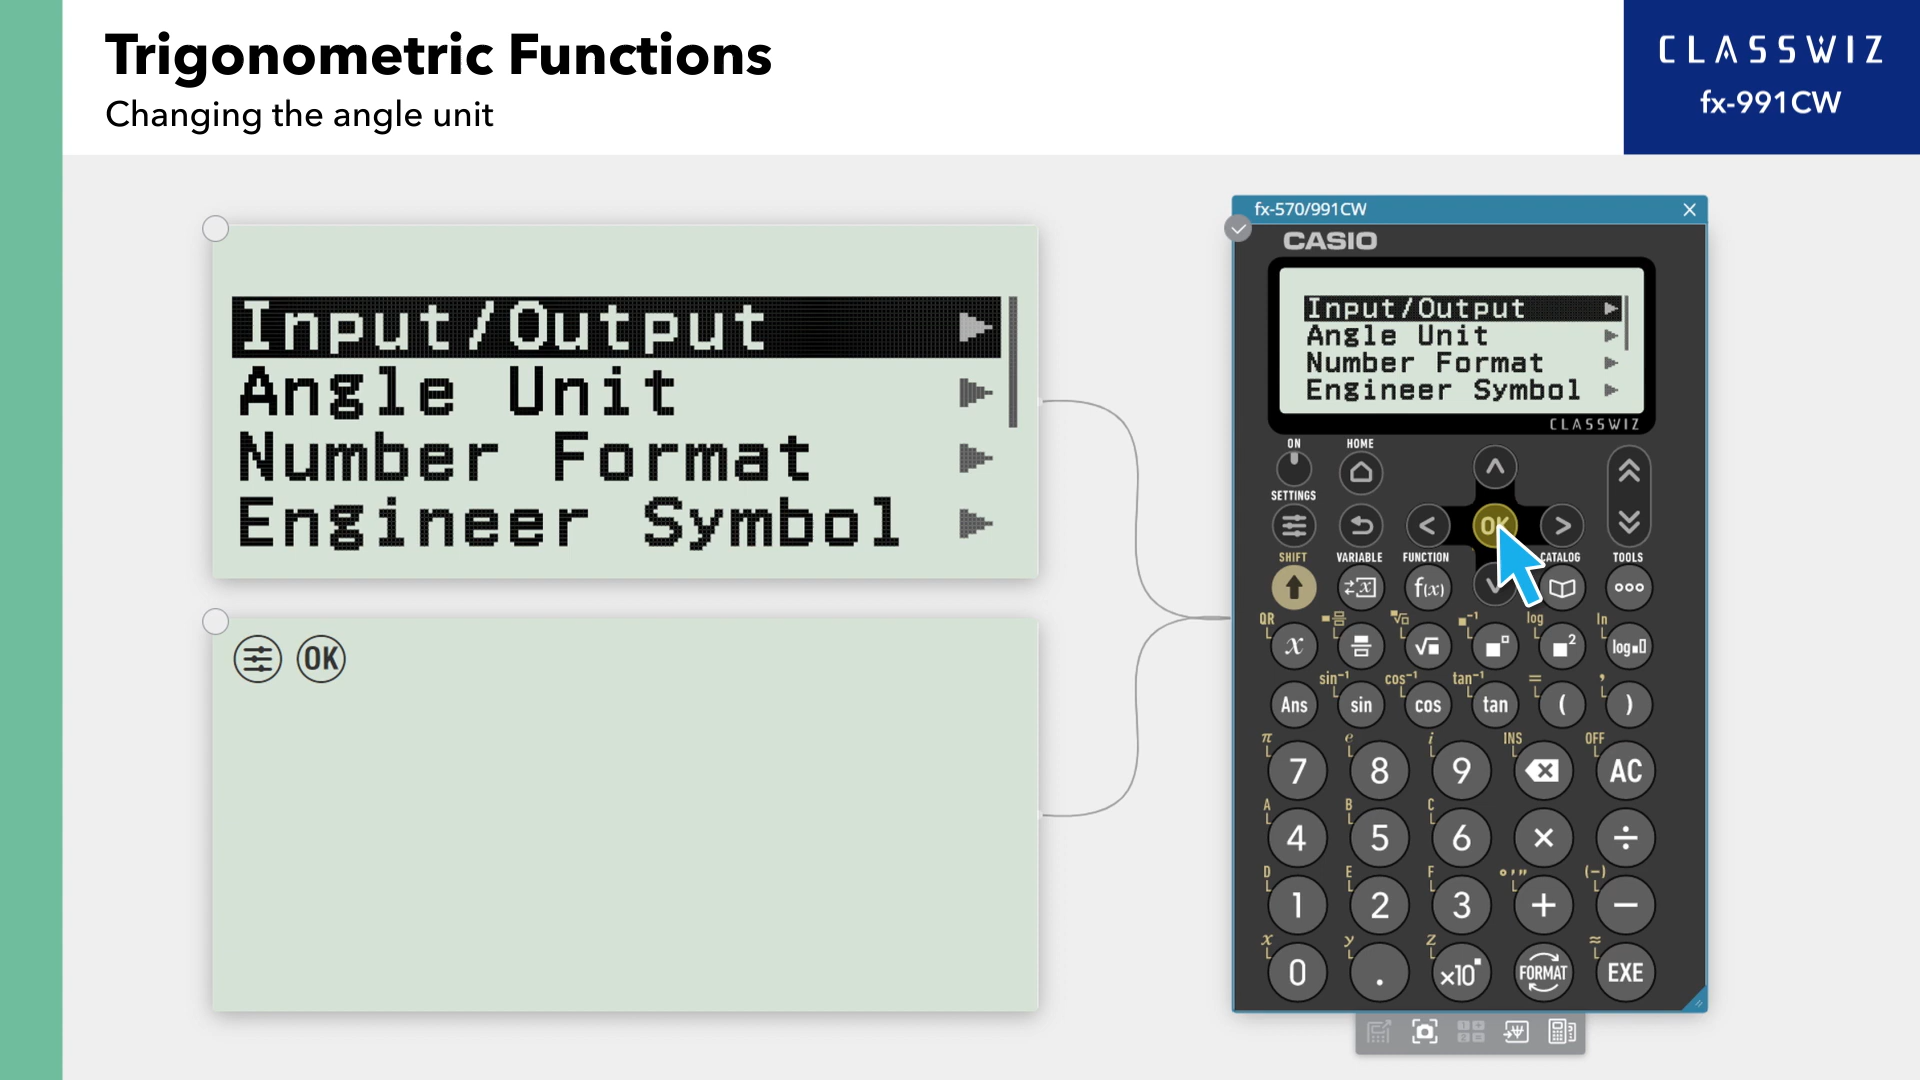 Trigonometric Functions
Changing the angle unit
CLASSWIZ
fx-991CW
Input/Output
Angle Unit
Number Format
Engineer Symbol
OK
fx-570/991CW
CASIO
Input/Output
Angle Unit
Number Format
Engineer Symbol
CLASSWIZ
ON HOME
SETTINGS
OK
SHIFT VARIABLE FUNCTION CATALOG TOOLS
x f(x)
QR ■⁻¹ log ln
x √■ ■² log■▯
sin⁻¹ cos⁻¹ tan⁻¹ = ,
Ans sin cos tan ( )
π e i INS OFF
7 8 9 AC
A B C
4 5 6 × ÷
D E F ° ’ ” (−)
1 2 3 + −
x y z ≈
0 . ×10 FORMAT EXE